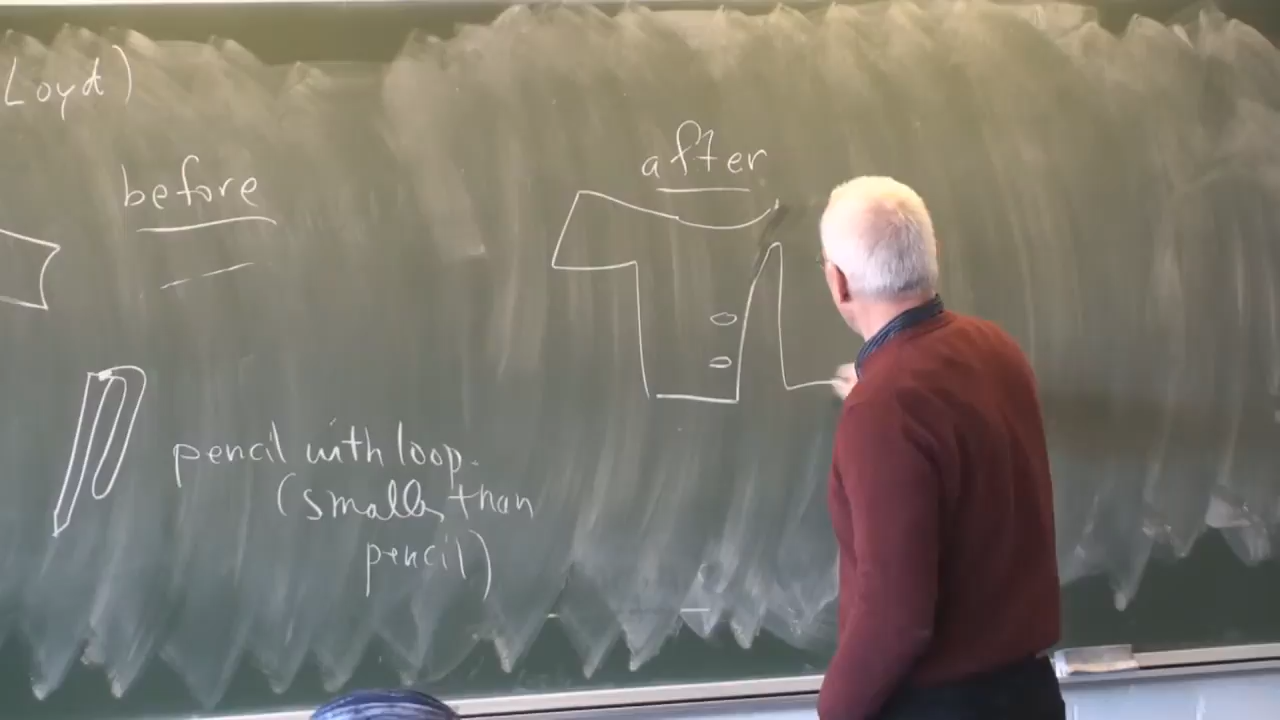 Loyd)
before
after
pencil with loop.
(smaller than
pencil)